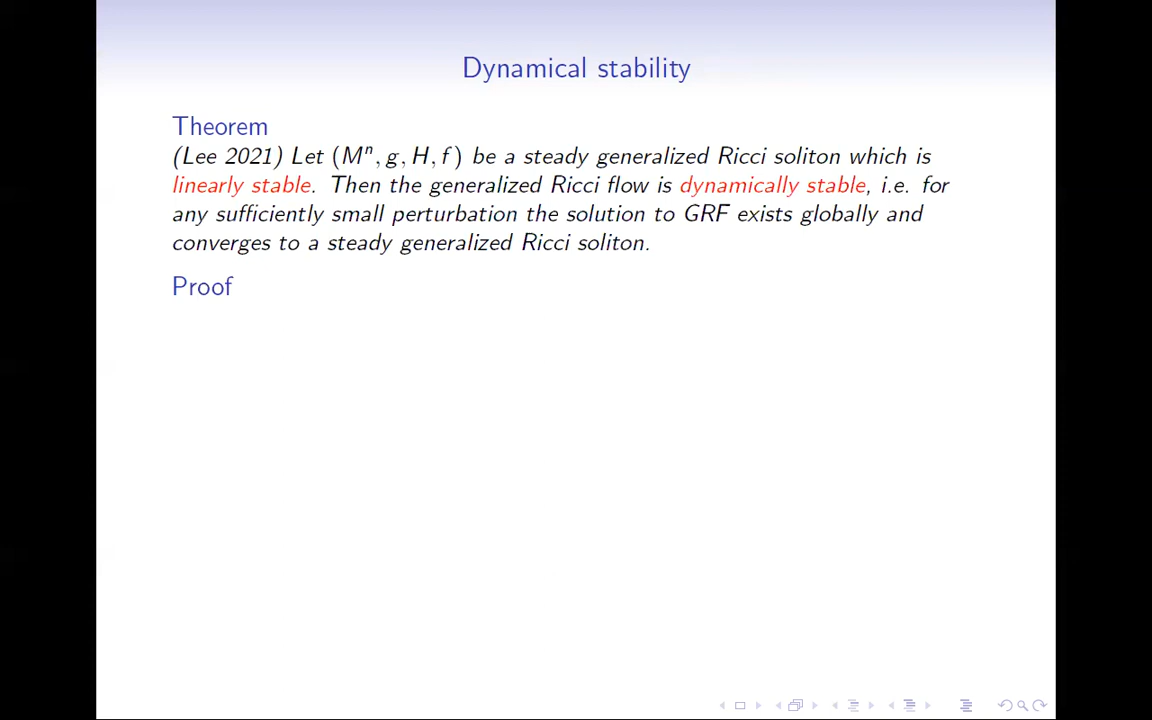 Dynamical stability
Theorem
(Lee 2021) Let (Mⁿ, g, H, f) be a steady generalized Ricci soliton which is
linearly stable. Then the generalized Ricci flow is dynamically stable, i.e. for
any sufficiently small perturbation the solution to GRF exists globally and
converges to a steady generalized Ricci soliton.
Proof